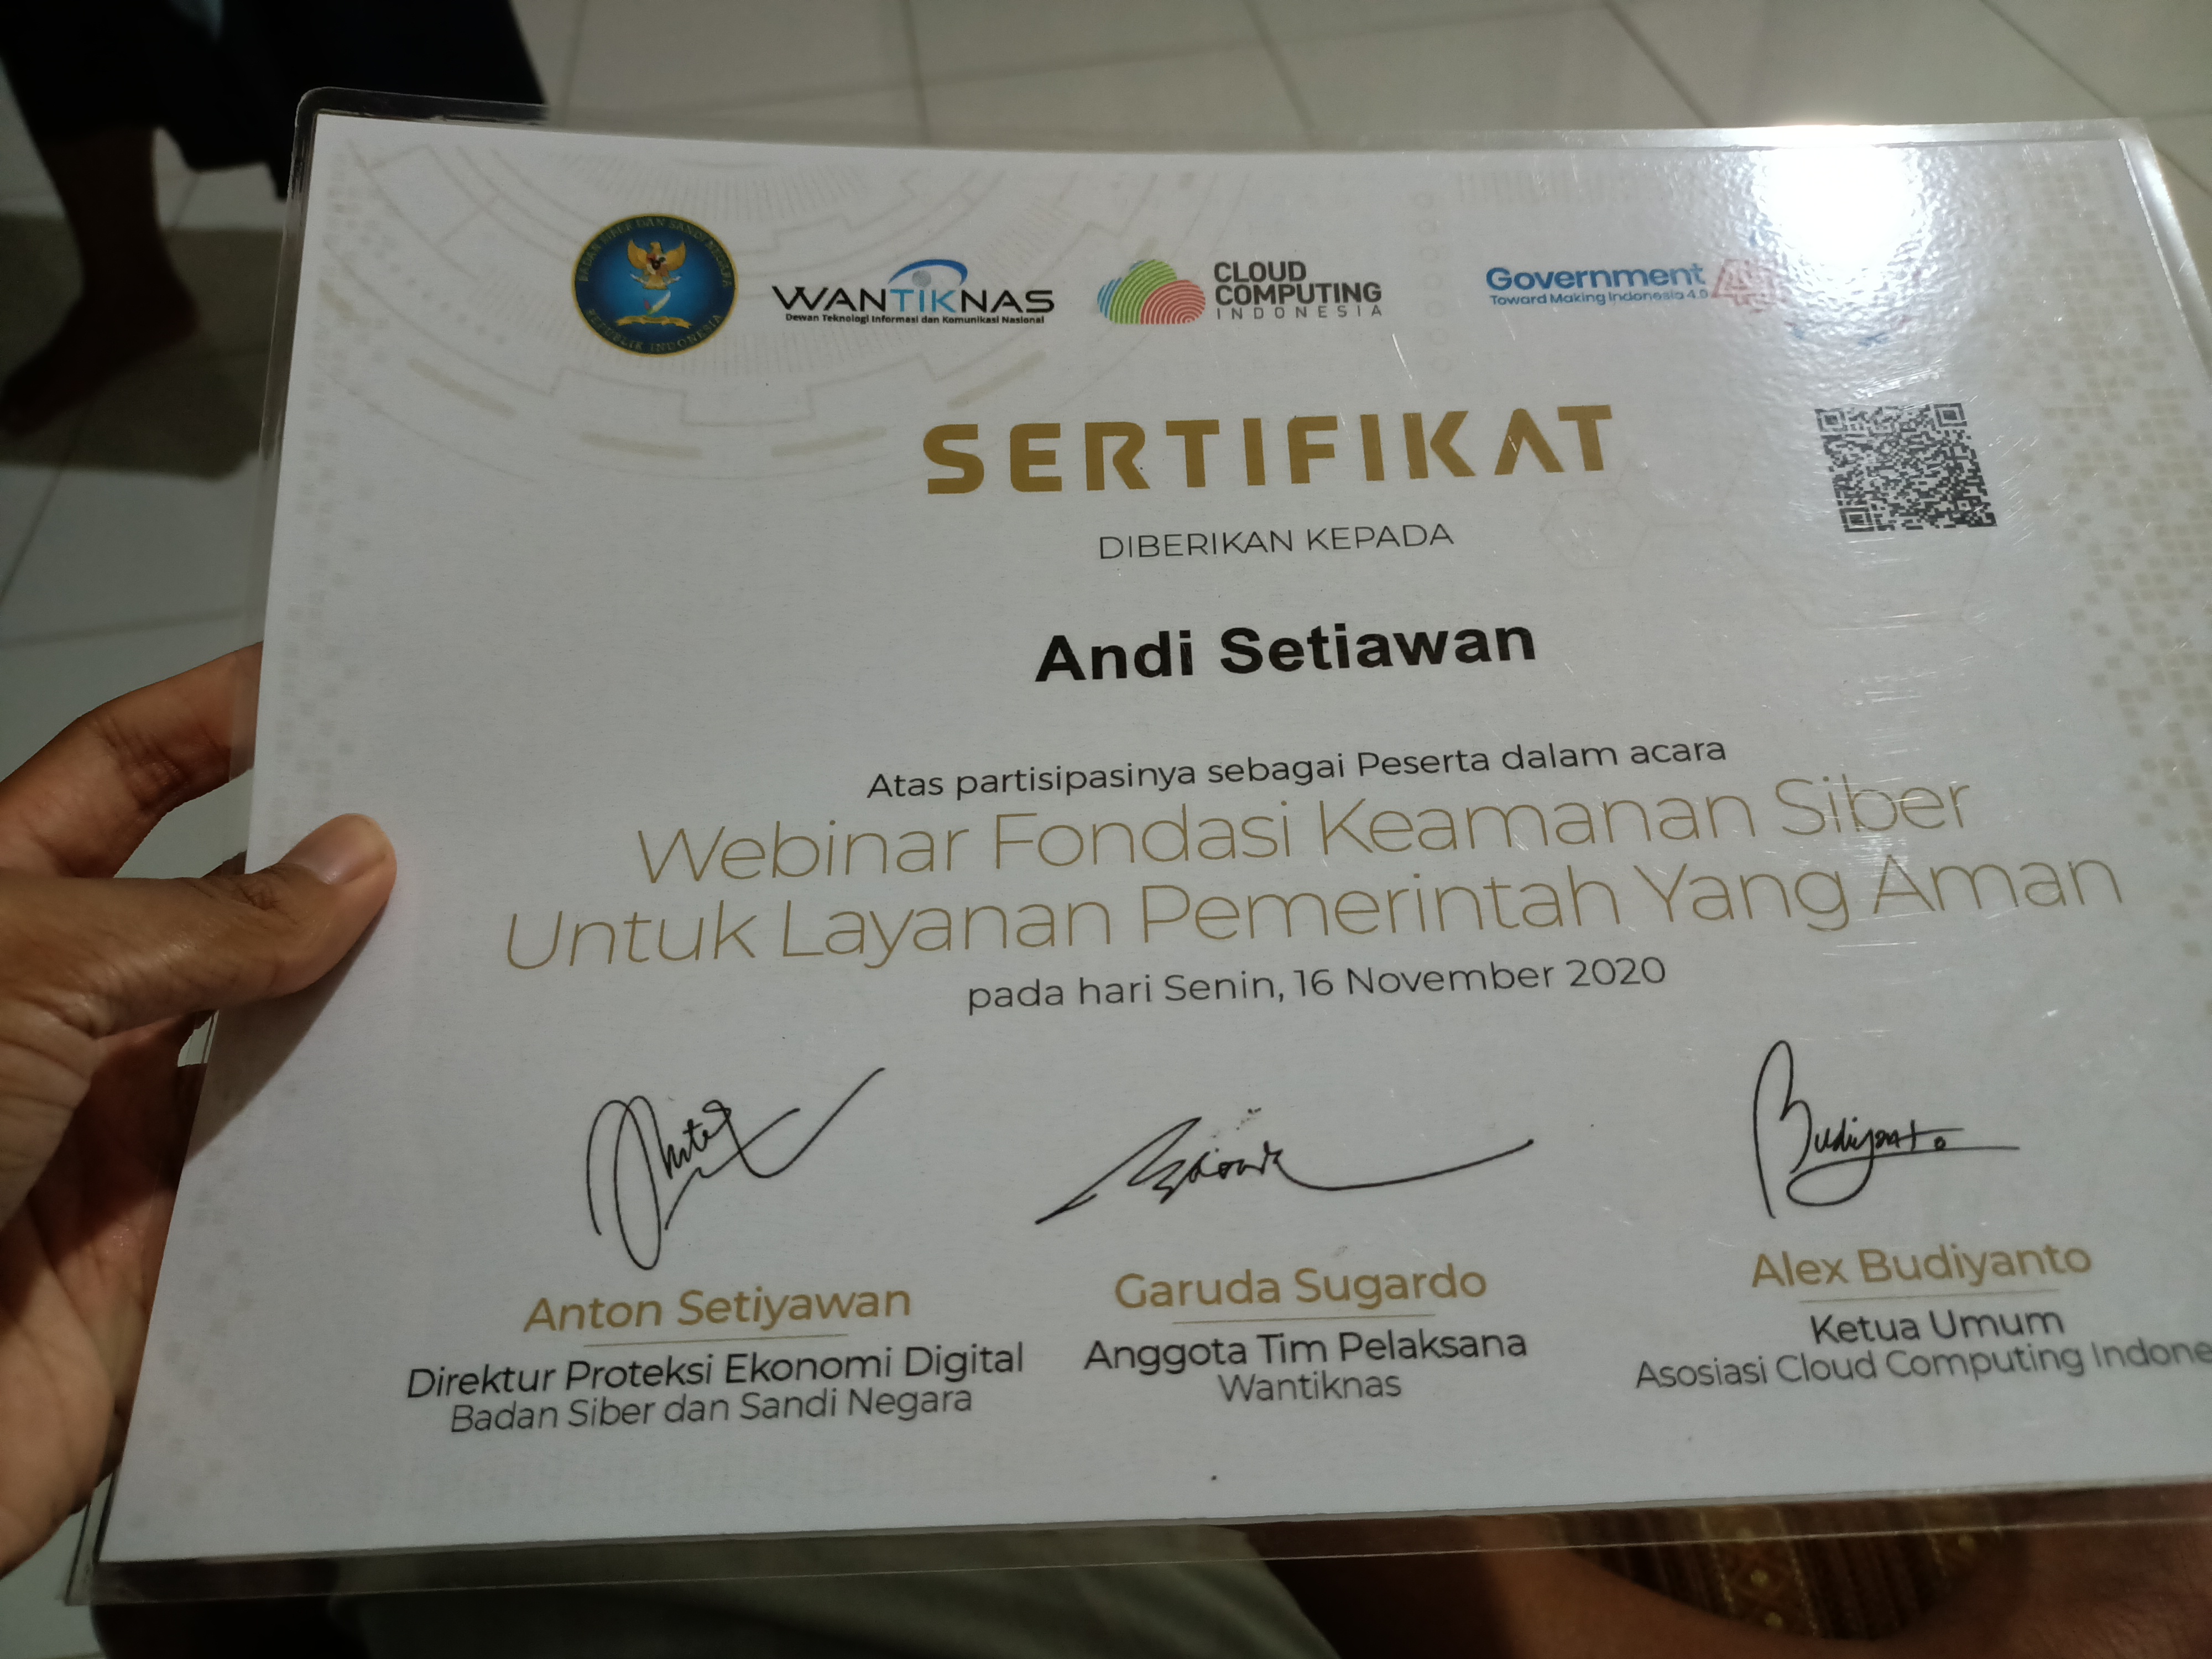 BADAN SIBER DAN SANDI NEGARA
REPUBLIK INDONESIA
WANTIKNAS
Dewan Teknologi Informasi dan Komunikasi Nasional
CLOUD
COMPUTING
INDONESIA
Government
Toward Making Indonesia 4.0
SERTIFIKAT
DIBERIKAN KEPADA
Andi Setiawan
Atas partisipasinya sebagai Peserta dalam acara
Webinar Fondasi Keamanan Siber
Untuk Layanan Pemerintah Yang Aman
pada hari Senin, 16 November 2020
Budiyanto
Anton Setiyawan
Direktur Proteksi Ekonomi Digital
Badan Siber dan Sandi Negara
Garuda Sugardo
Anggota Tim Pelaksana
Wantiknas
Alex Budiyanto
Ketua Umum
Asosiasi Cloud Computing Indone